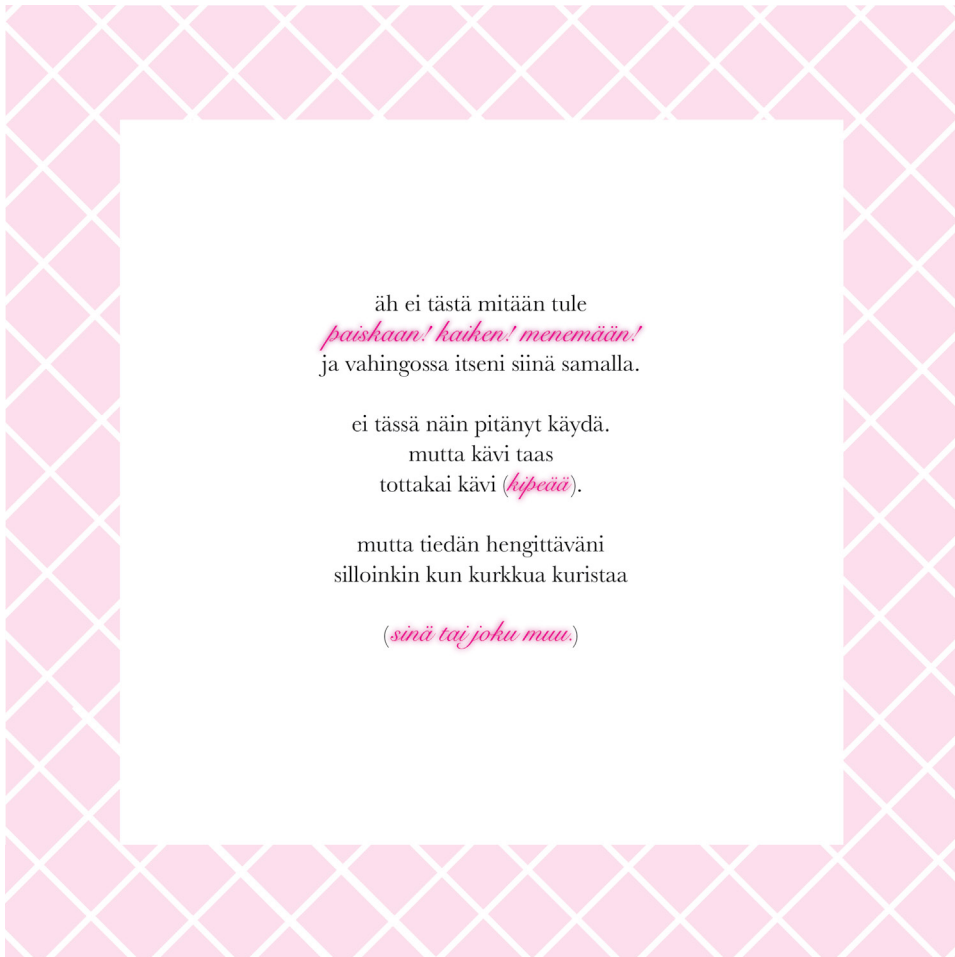 äh ei tästä mitään tule
paiskaan! kaiken! menemään!
ja vahingossa itseni siinä samalla.
ei tässä näin pitänyt käydä.
mutta kävi taas
tottakai kävi (kipeää).
mutta tiedän hengittäväni
silloinkin kun kurkkua kuristaa
(sinä tai joku muu.)